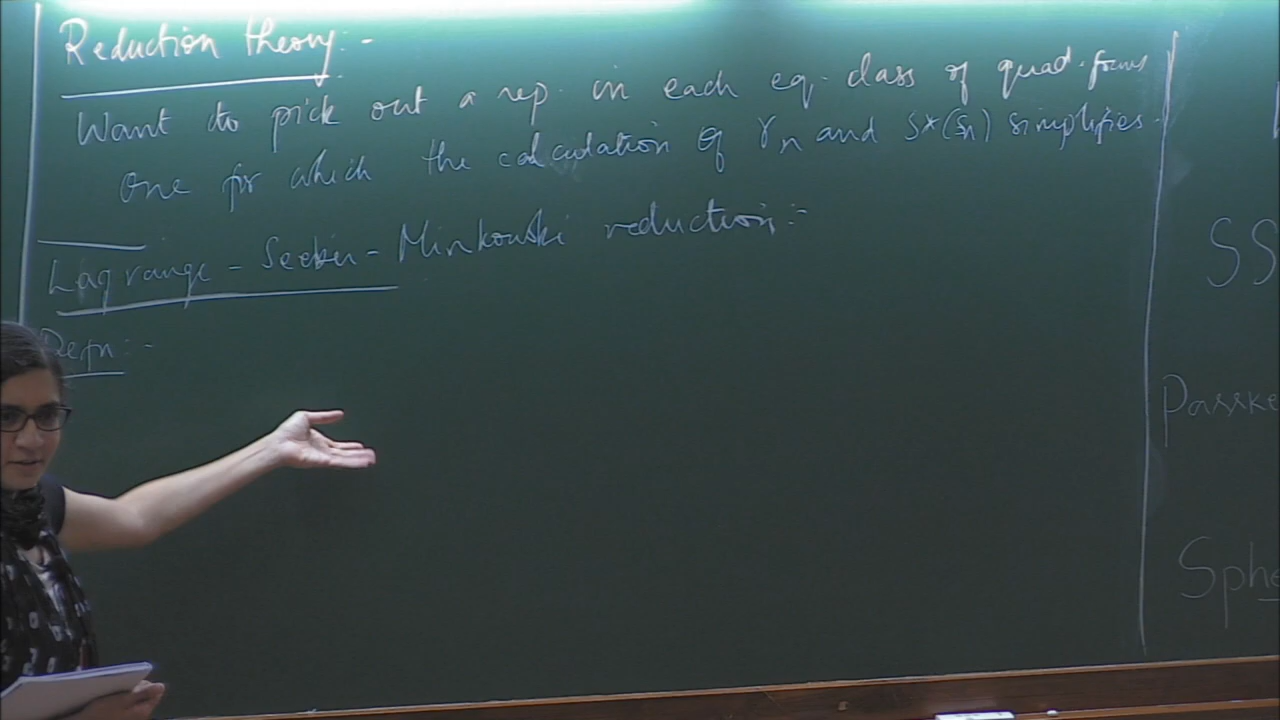 Reduction theory:-
Want to pick out a rep. in each eq. class of quad. forms
one for which the calculation of γn and S*(Sn) simplifies.
Lagrange - Seeber - Minkowski reduction:-
Defn:-
SS
Passke
Sphe